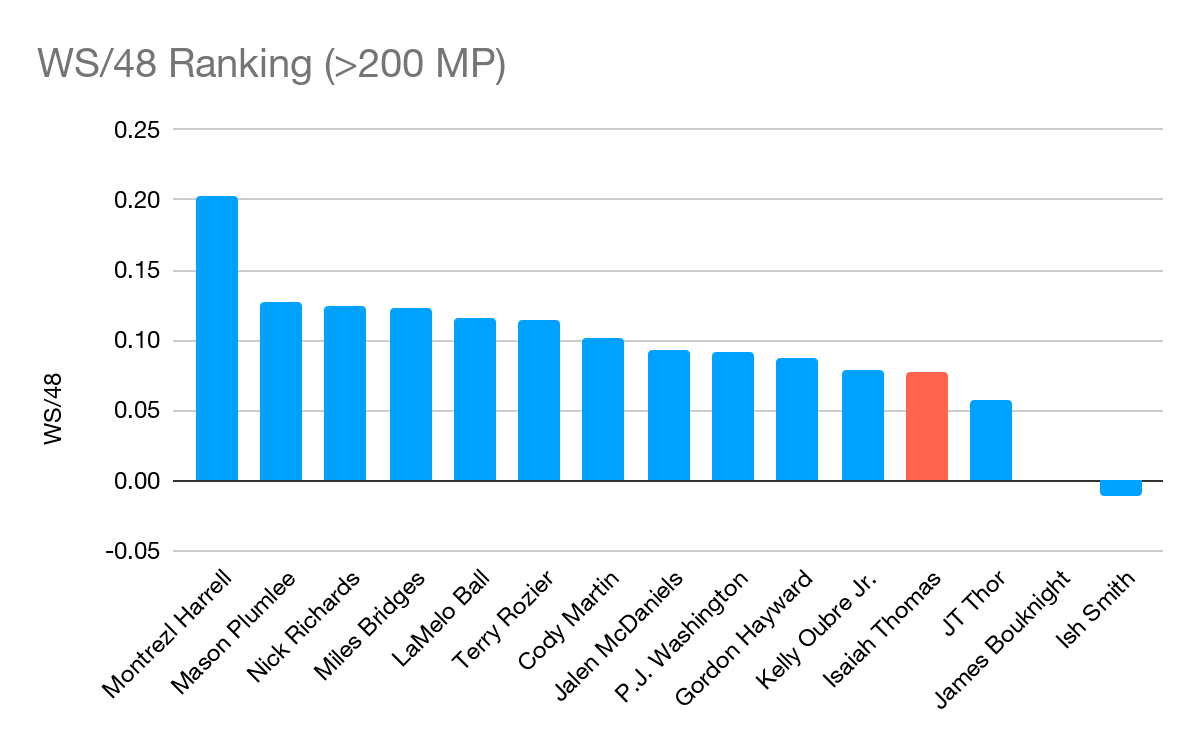 WS/48 Ranking (>200 MP)
0.25
0.20
0.15
0.10
0.05
0.00
-0.05
WS/48
Montrezl Harrell
Mason Plumlee
Nick Richards
Miles Bridges
LaMelo Ball
Terry Rozier
Cody Martin
Jalen McDaniels
P.J. Washington
Gordon Hayward
Kelly Oubre Jr.
Isaiah Thomas
JT Thor
James Bouknight
Ish Smith